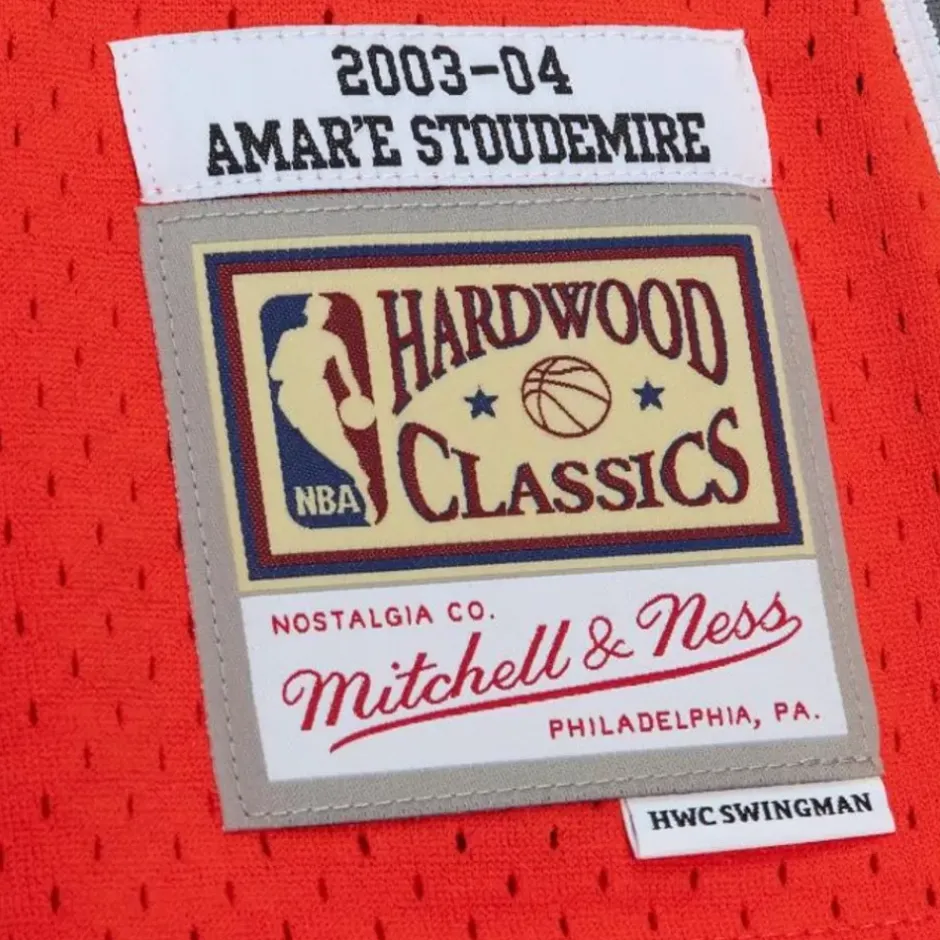 2003-04
AMAR'E STOUDEMIRE
HARDWOOD
CLASSICS
NBA
NOSTALGIA CO.
Mitchell & Ness
PHILADELPHIA, PA.
HWC SWINGMAN